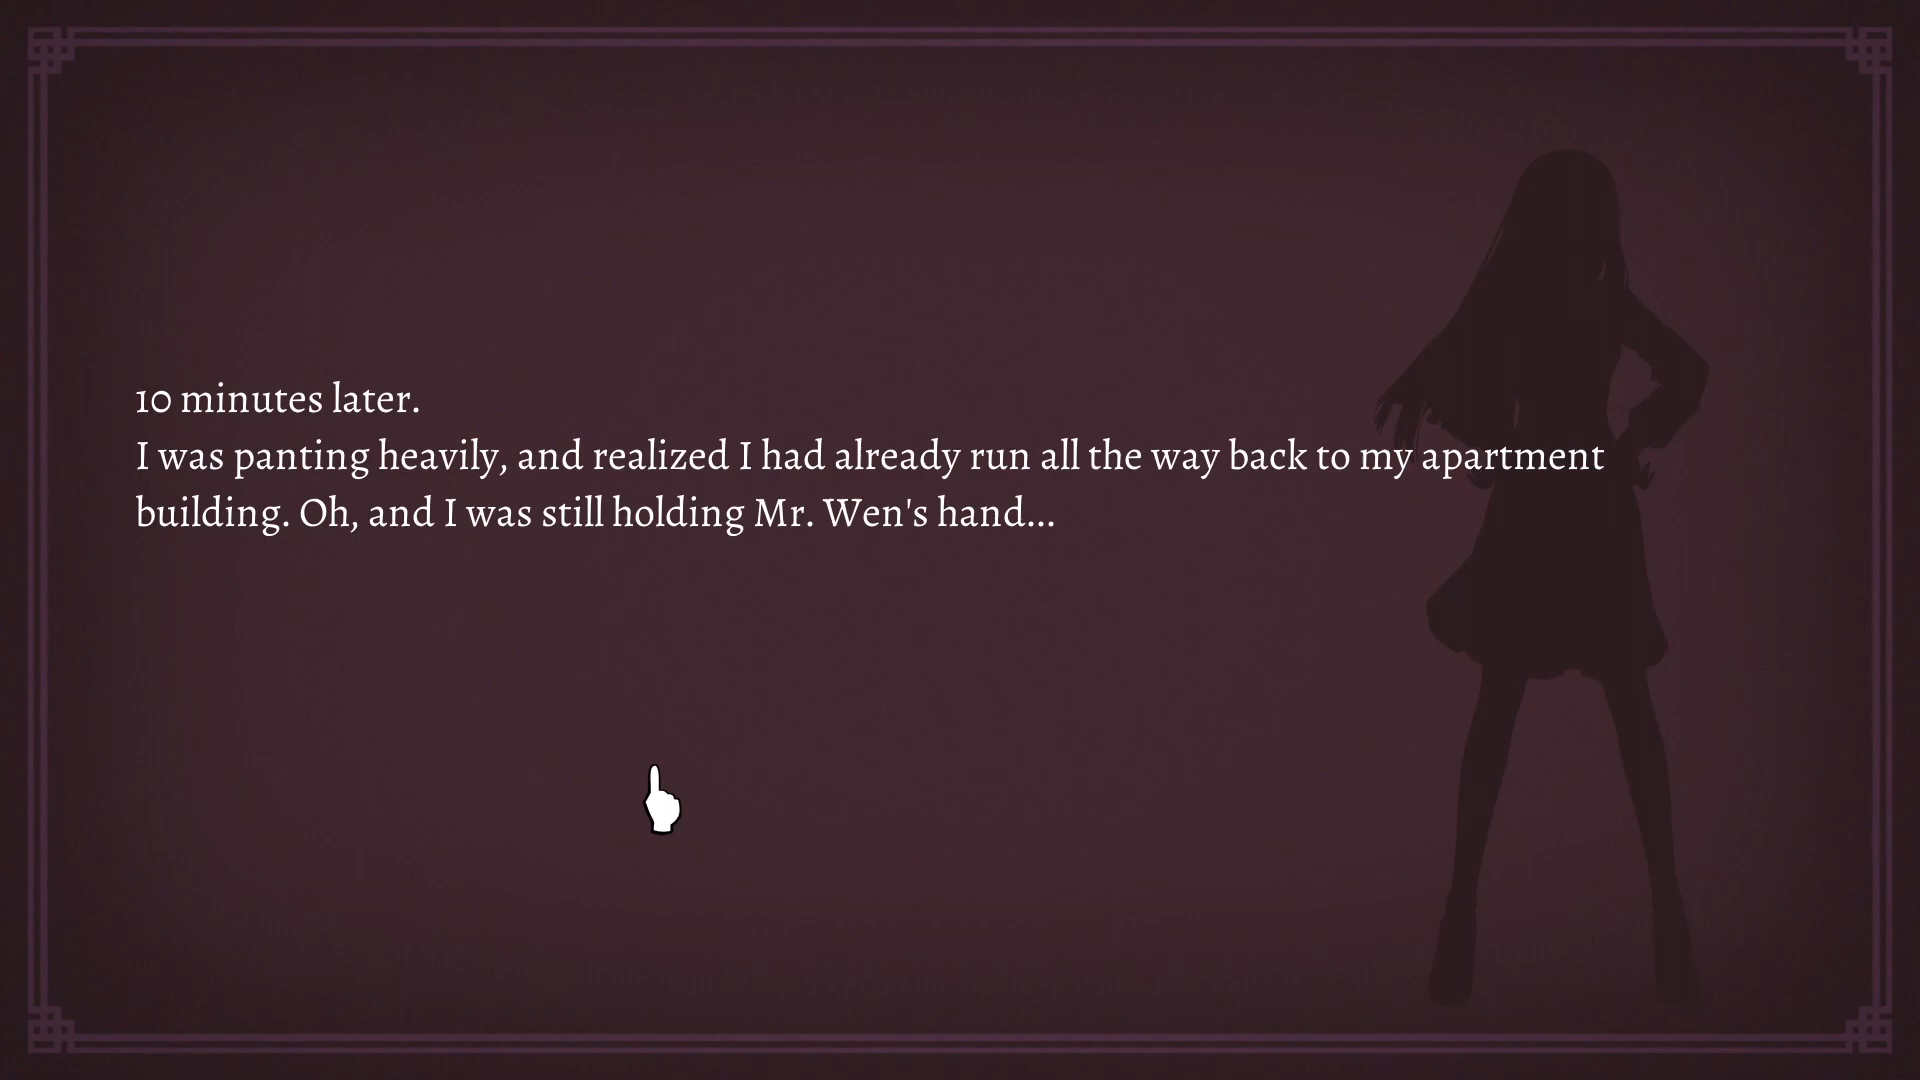 10 minutes later.
I was panting heavily, and realized I had already run all the way back to my apartment
building. Oh, and I was still holding Mr. Wen's hand...